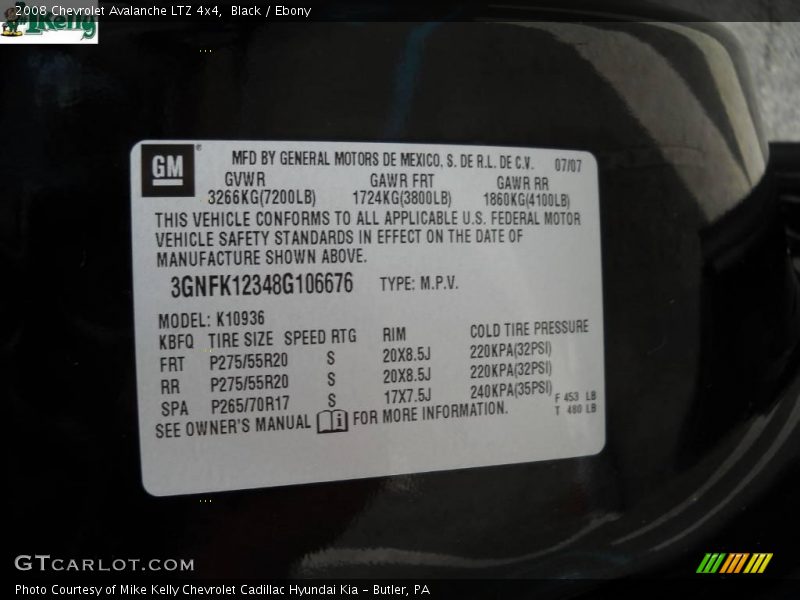 2008 Chevrolet Avalanche LTZ 4x4, Black / Ebony
Kelly
GM®
MFD BY GENERAL MOTORS DE MEXICO, S. DE R.L. DE C.V. 07/07
GVWR GAWR FRT GAWR RR
3266KG(7200LB) 1724KG(3800LB) 1860KG(4100LB)
THIS VEHICLE CONFORMS TO ALL APPLICABLE U.S. FEDERAL MOTOR
VEHICLE SAFETY STANDARDS IN EFFECT ON THE DATE OF
MANUFACTURE SHOWN ABOVE.
3GNFK12348G106676 TYPE: M.P.V.
MODEL: K10936
KBFQ TIRE SIZE SPEED RTG RIM COLD TIRE PRESSURE
FRT P275/55R20 S 20X8.5J 220KPA(32PSI)
RR P275/55R20 S 20X8.5J 220KPA(32PSI)
SPA P265/70R17 S 17X7.5J 240KPA(35PSI)
F 453 LB
T 480 LB
SEE OWNER'S MANUAL i FOR MORE INFORMATION.
GTCARLOT.COM
Photo Courtesy of Mike Kelly Chevrolet Cadillac Hyundai Kia - Butler, PA